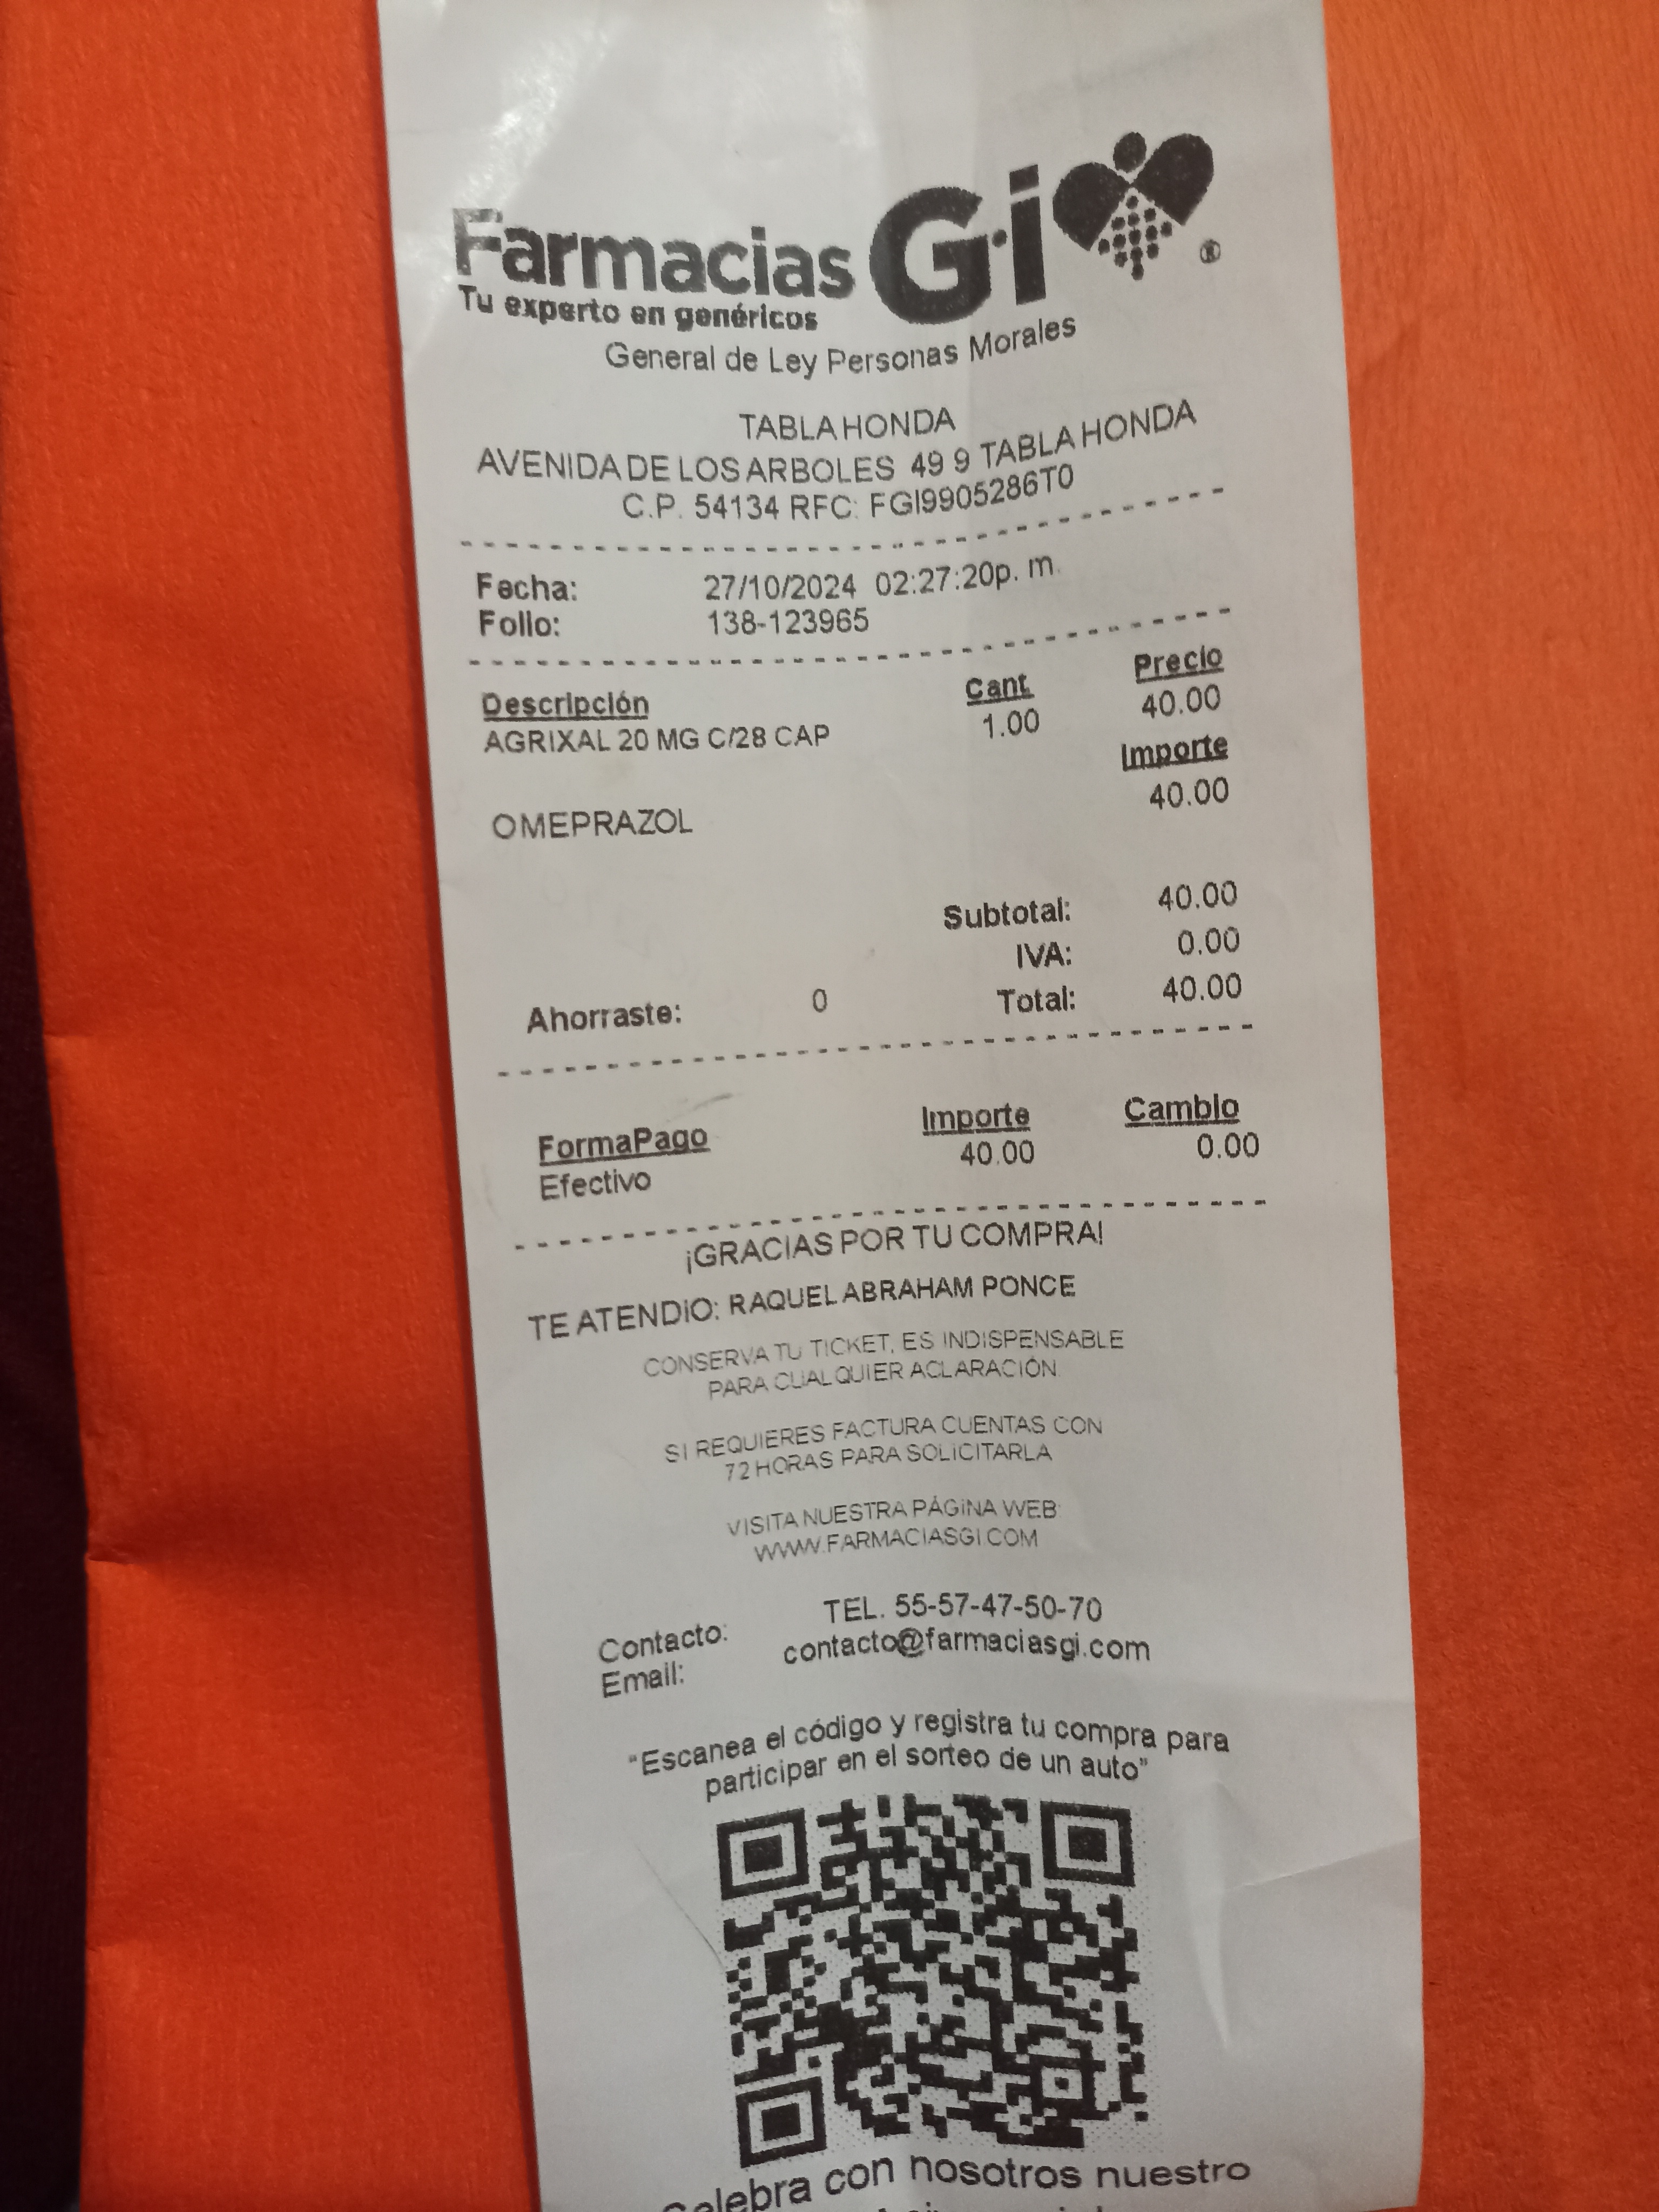 Farmacias Gi ®
Tu experto en genéricos
General de Ley Personas Morales
TABLA HONDA
AVENIDA DE LOS ARBOLES 49 9 TABLA HONDA
C.P. 54134 RFC: FGI9905286T0
Fecha: 27/10/2024 02:27:20p. m.
Folio: 138-123965
Descripción Cant. Precio
AGRIXAL 20 MG C/28 CAP 1.00 40.00
Importe
OMEPRAZOL 40.00
Subtotal: 40.00
IVA: 0.00
Ahorraste: 0 Total: 40.00
FormaPago Importe Cambio
Efectivo 40.00 0.00
¡GRACIAS POR TU COMPRA!
TE ATENDIO: RAQUEL ABRAHAM PONCE
CONSERVA TU TICKET, ES INDISPENSABLE
PARA CUALQUIER ACLARACIÓN.
SI REQUIERES FACTURA CUENTAS CON
72 HORAS PARA SOLICITARLA
VISITA NUESTRA PÁGINA WEB:
WWW.FARMACIASGI.COM
Contacto: TEL. 55-57-47-50-70
Email: contacto@farmaciasgi.com
"Escanea el código y registra tu compra para
participar en el sorteo de un auto"
Celebra con nosotros nuestro